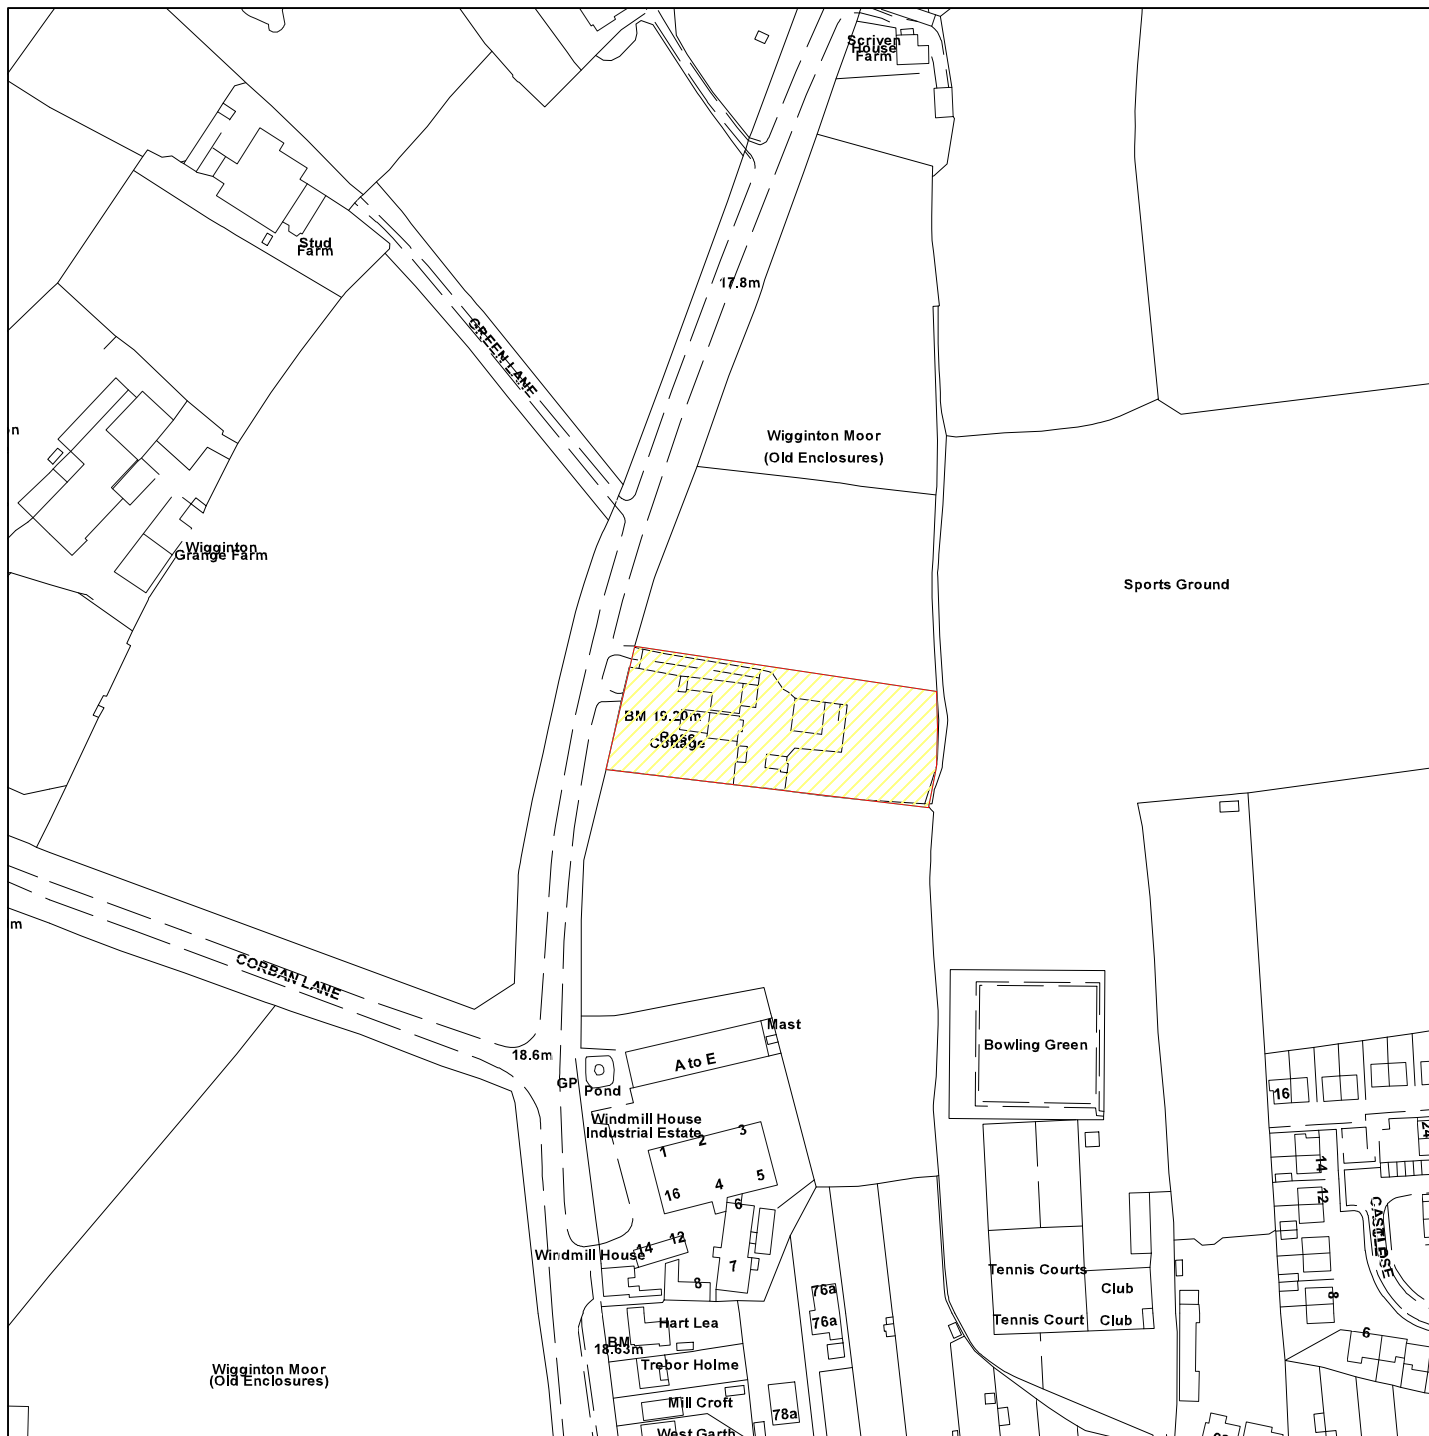 Scriven
House
Farm
Stud
Farm
17.8m
GREEN LANE
Wigginton Moor
(Old Enclosures)
Wigginton
Grange Farm
Sports Ground
BM 19.20m
Rose
Cottage
CORBAN LANE
m
18.6m
Mast
A to E
GP
Pond
Bowling Green
Windmill House
Industrial Estate
1
2
3
4
5
16
6
7
8
12
14
Windmill House
16
24
14
12
8
6
Tennis Courts
Club
Tennis Court
Club
76a
76a
78a
Hart Lea
BM
18.63m
Trebor Holme
Mill Croft
West Garth
Wigginton Moor
(Old Enclosures)